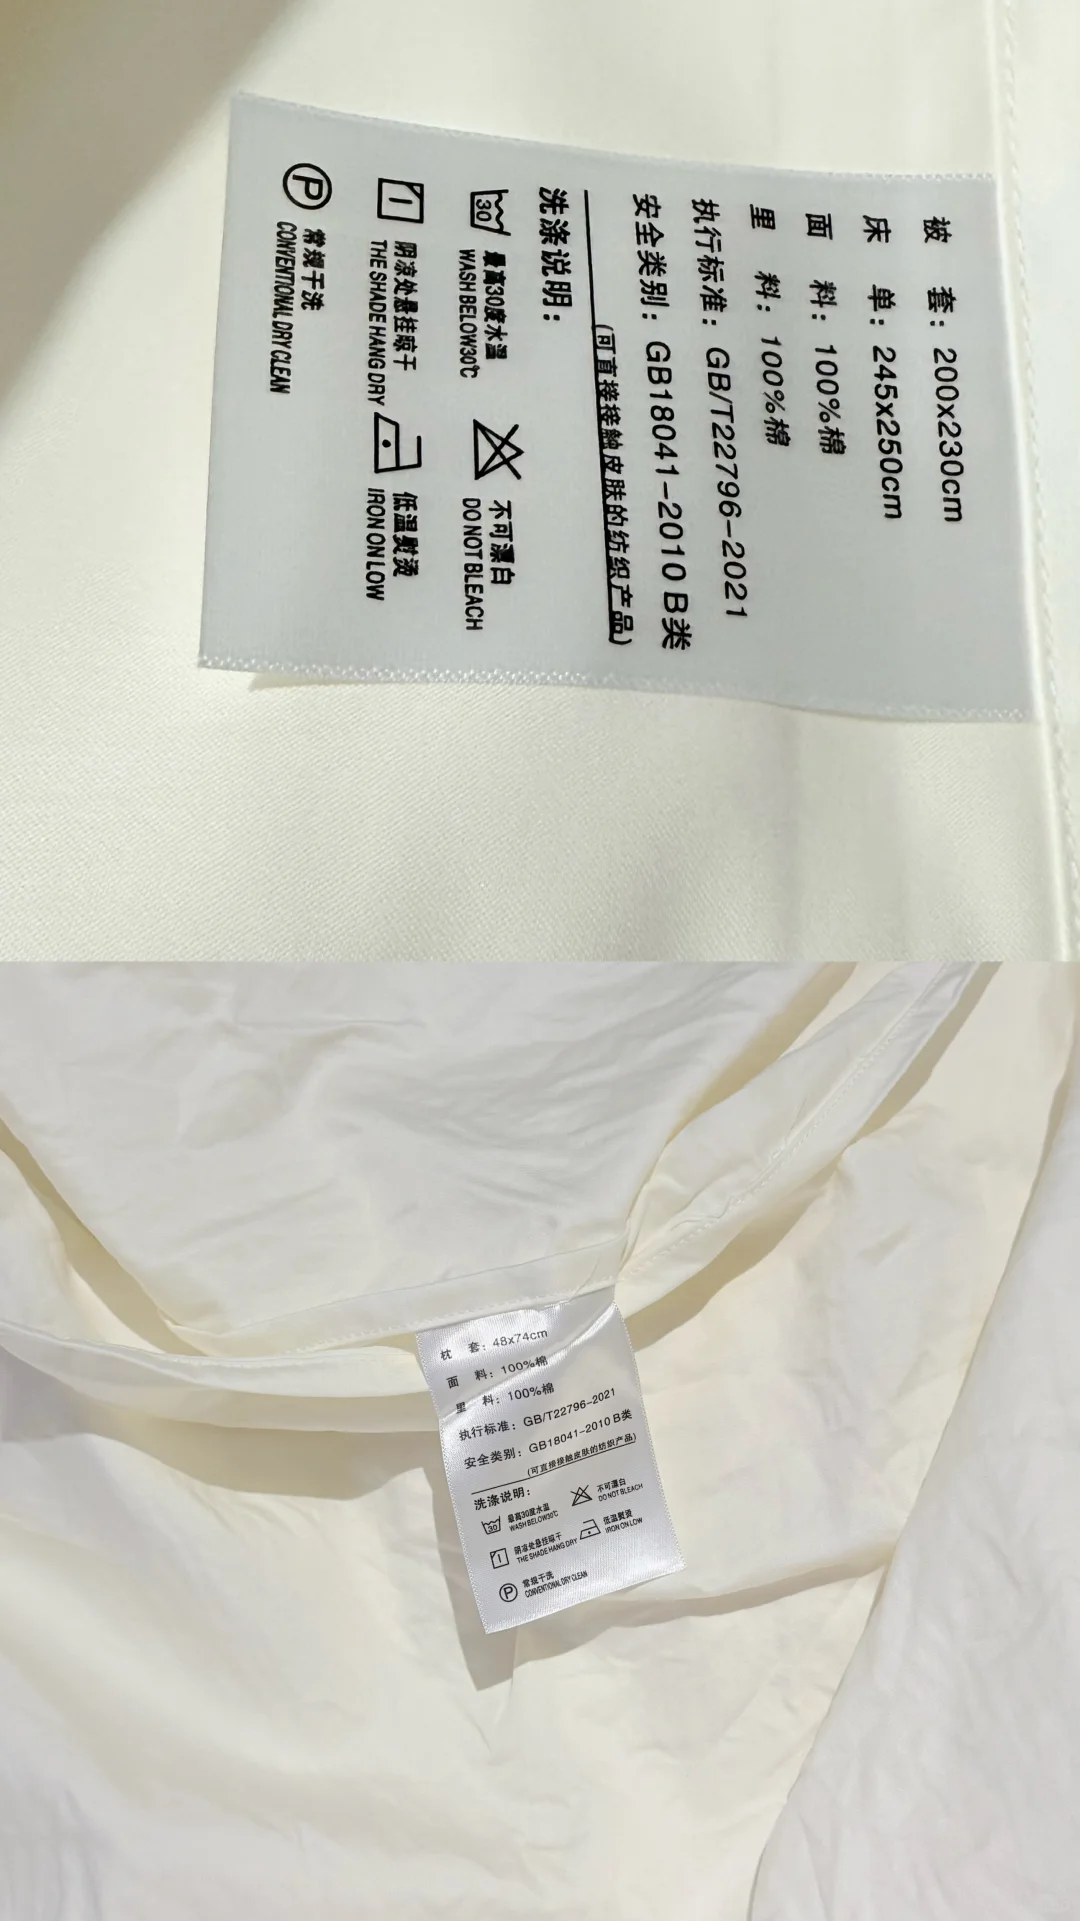 被 套：200x230cm
床 单：245x250cm
面 料：100%棉
里 料：100%棉
执行标准：GB/T22796-2021
安全类别：GB18041-2010 B类
(可直接接触皮肤的纺织产品)
洗涤说明：
30 最高30度水温 不可漂白
WASH BELOW30℃ DO NOT BLEACH
阴凉处悬挂晾干 低温熨烫
THE SHADE HANG DRY IRON ON LOW
P 常规干洗
CONVENTIONAL DRY CLEAN
枕 套：48x74cm
面 料：100%棉
里 料：100%棉
执行标准：GB/T22796-2021
安全类别：GB18041-2010 B类
(可直接接触皮肤的纺织产品)
洗涤说明：
30 最高30度水温 不可漂白
WASH BELOW30℃ DO NOT BLEACH
阴凉处悬挂晾干 低温熨烫
THE SHADE HANG DRY IRON ON LOW
P 常规干洗
CONVENTIONAL DRY CLEAN